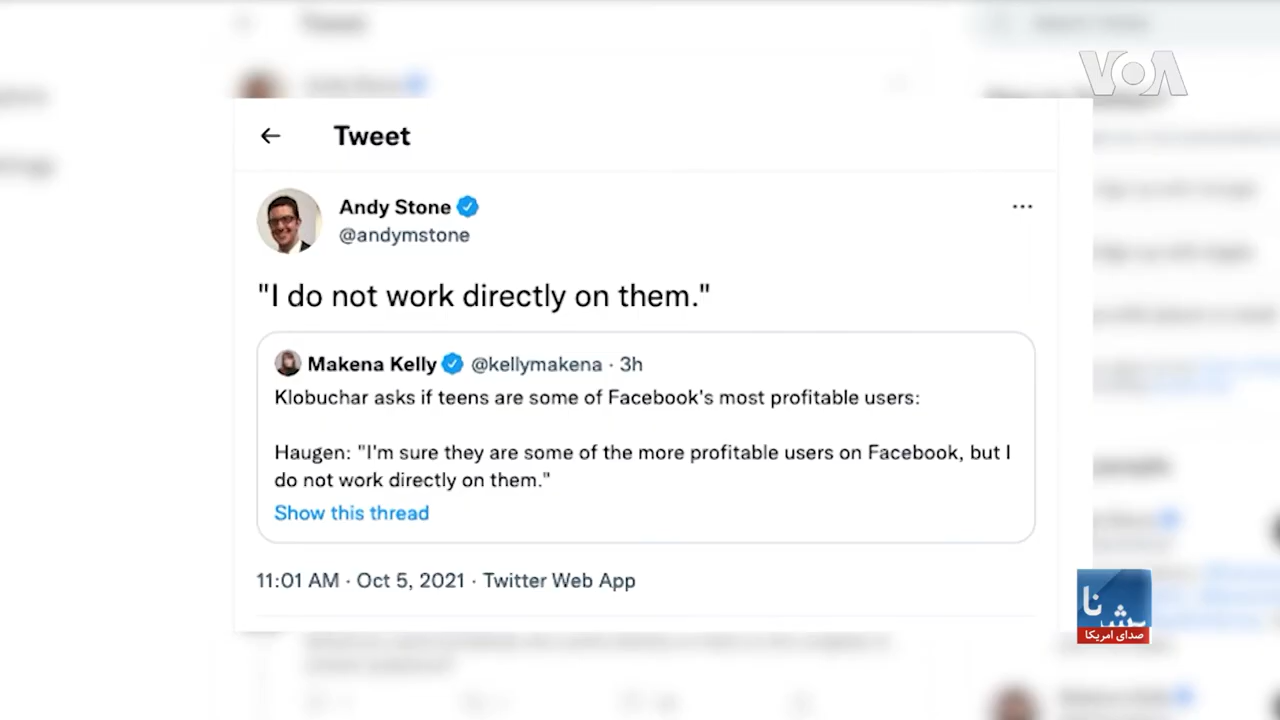 VOA
Tweet
Andy Stone
@andymstone
"I do not work directly on them."
Makena Kelly @kellymakena · 3h
Klobuchar asks if teens are some of Facebook's most profitable users:
Haugen: "I'm sure they are some of the more profitable users on Facebook, but I
do not work directly on them."
Show this thread
11:01 AM · Oct 5, 2021 · Twitter Web App
صدای امریکا